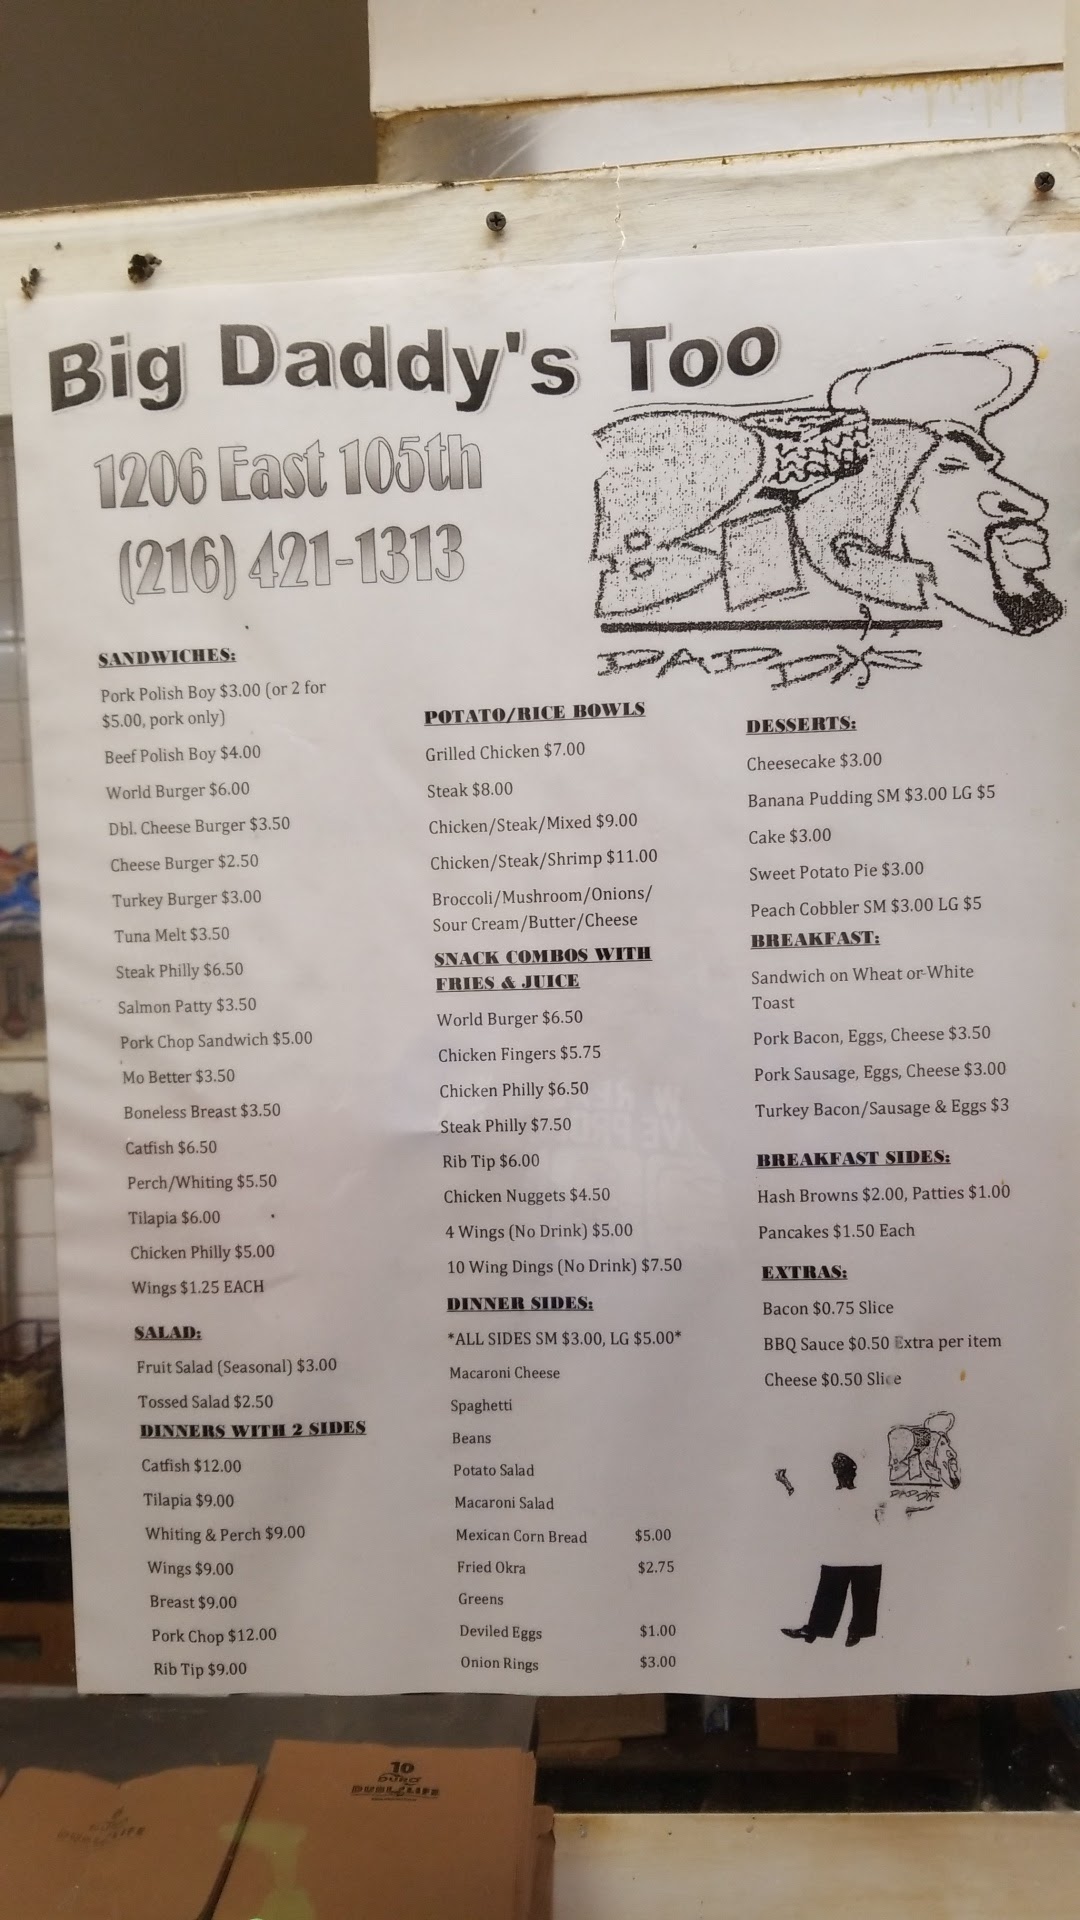 Big Daddy's Too
1206 East 105th
(216) 421-1313
BIG
DADDYS
SANDWICHES:
Pork Polish Boy $3.00 (or 2 for
$5.00, pork only)
Beef Polish Boy $4.00
World Burger $6.00
Dbl. Cheese Burger $3.50
Cheese Burger $2.50
Turkey Burger $3.00
Tuna Melt $3.50
Steak Philly $6.50
Salmon Patty $3.50
Pork Chop Sandwich $5.00
Mo Better $3.50
Boneless Breast $3.50
Catfish $6.50
Perch/Whiting $5.50
Tilapia $6.00
Chicken Philly $5.00
Wings $1.25 EACH
SALAD:
Fruit Salad (Seasonal) $3.00
Tossed Salad $2.50
DINNERS WITH 2 SIDES
Catfish $12.00
Tilapia $9.00
Whiting & Perch $9.00
Wings $9.00
Breast $9.00
Pork Chop $12.00
Rib Tip $9.00
POTATO/RICE BOWLS
Grilled Chicken $7.00
Steak $8.00
Chicken/Steak/Mixed $9.00
Chicken/Steak/Shrimp $11.00
Broccoli/Mushroom/Onions/
Sour Cream/Butter/Cheese
SNACK COMBOS WITH
FRIES & JUICE
World Burger $6.50
Chicken Fingers $5.75
Chicken Philly $6.50
Steak Philly $7.50
Rib Tip $6.00
Chicken Nuggets $4.50
4 Wings (No Drink) $5.00
10 Wing Dings (No Drink) $7.50
DINNER SIDES:
*ALL SIDES SM $3.00, LG $5.00*
Macaroni Cheese
Spaghetti
Beans
Potato Salad
Macaroni Salad
Mexican Corn Bread $5.00
Fried Okra $2.75
Greens
Deviled Eggs $1.00
Onion Rings $3.00
DESSERTS:
Cheesecake $3.00
Banana Pudding SM $3.00 LG $5
Cake $3.00
Sweet Potato Pie $3.00
Peach Cobbler SM $3.00 LG $5
BREAKFAST:
Sandwich on Wheat or White
Toast
Pork Bacon, Eggs, Cheese $3.50
Pork Sausage, Eggs, Cheese $3.00
Turkey Bacon/Sausage & Eggs $3
BREAKFAST SIDES:
Hash Browns $2.00, Patties $1.00
Pancakes $1.50 Each
EXTRAS:
Bacon $0.75 Slice
BBQ Sauce $0.50 Extra per item
Cheese $0.50 Slice
BIG
DADDYS
10
DURO
DUBL LIFE